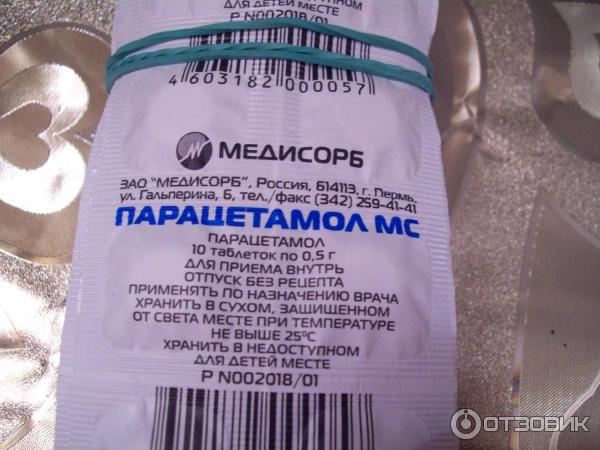 ДЛЯ ДЕТЕЙ МЕСТЕ
Р N002018/01
4 603182 000057
МЕДИСОРБ
ЗАО "МЕДИСОРБ", Россия, 614113, г. Пермь,
ул. Гальперина, 6, тел./факс (342) 259-41-41
ПАРАЦЕТАМОЛ МС
ПАРАЦЕТАМОЛ
10 таблеток по 0,5 г
ДЛЯ ПРИЕМА ВНУТРЬ
ОТПУСК БЕЗ РЕЦЕПТА
ПРИМЕНЯТЬ ПО НАЗНАЧЕНИЮ ВРАЧА
ХРАНИТЬ В СУХОМ, ЗАЩИЩЕННОМ
ОТ СВЕТА МЕСТЕ ПРИ ТЕМПЕРАТУРЕ
НЕ ВЫШЕ 25°С
ХРАНИТЬ В НЕДОСТУПНОМ
ДЛЯ ДЕТЕЙ МЕСТЕ
Р N002018/01
ОТЗОВИК